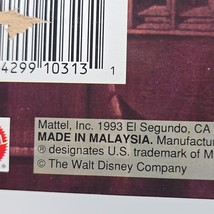 4299 10313 1
Mattel, Inc. 1993 El Segundo, CA
MADE IN MALAYSIA. Manufactur
® designates U.S. trademark of M
© The Walt Disney Company